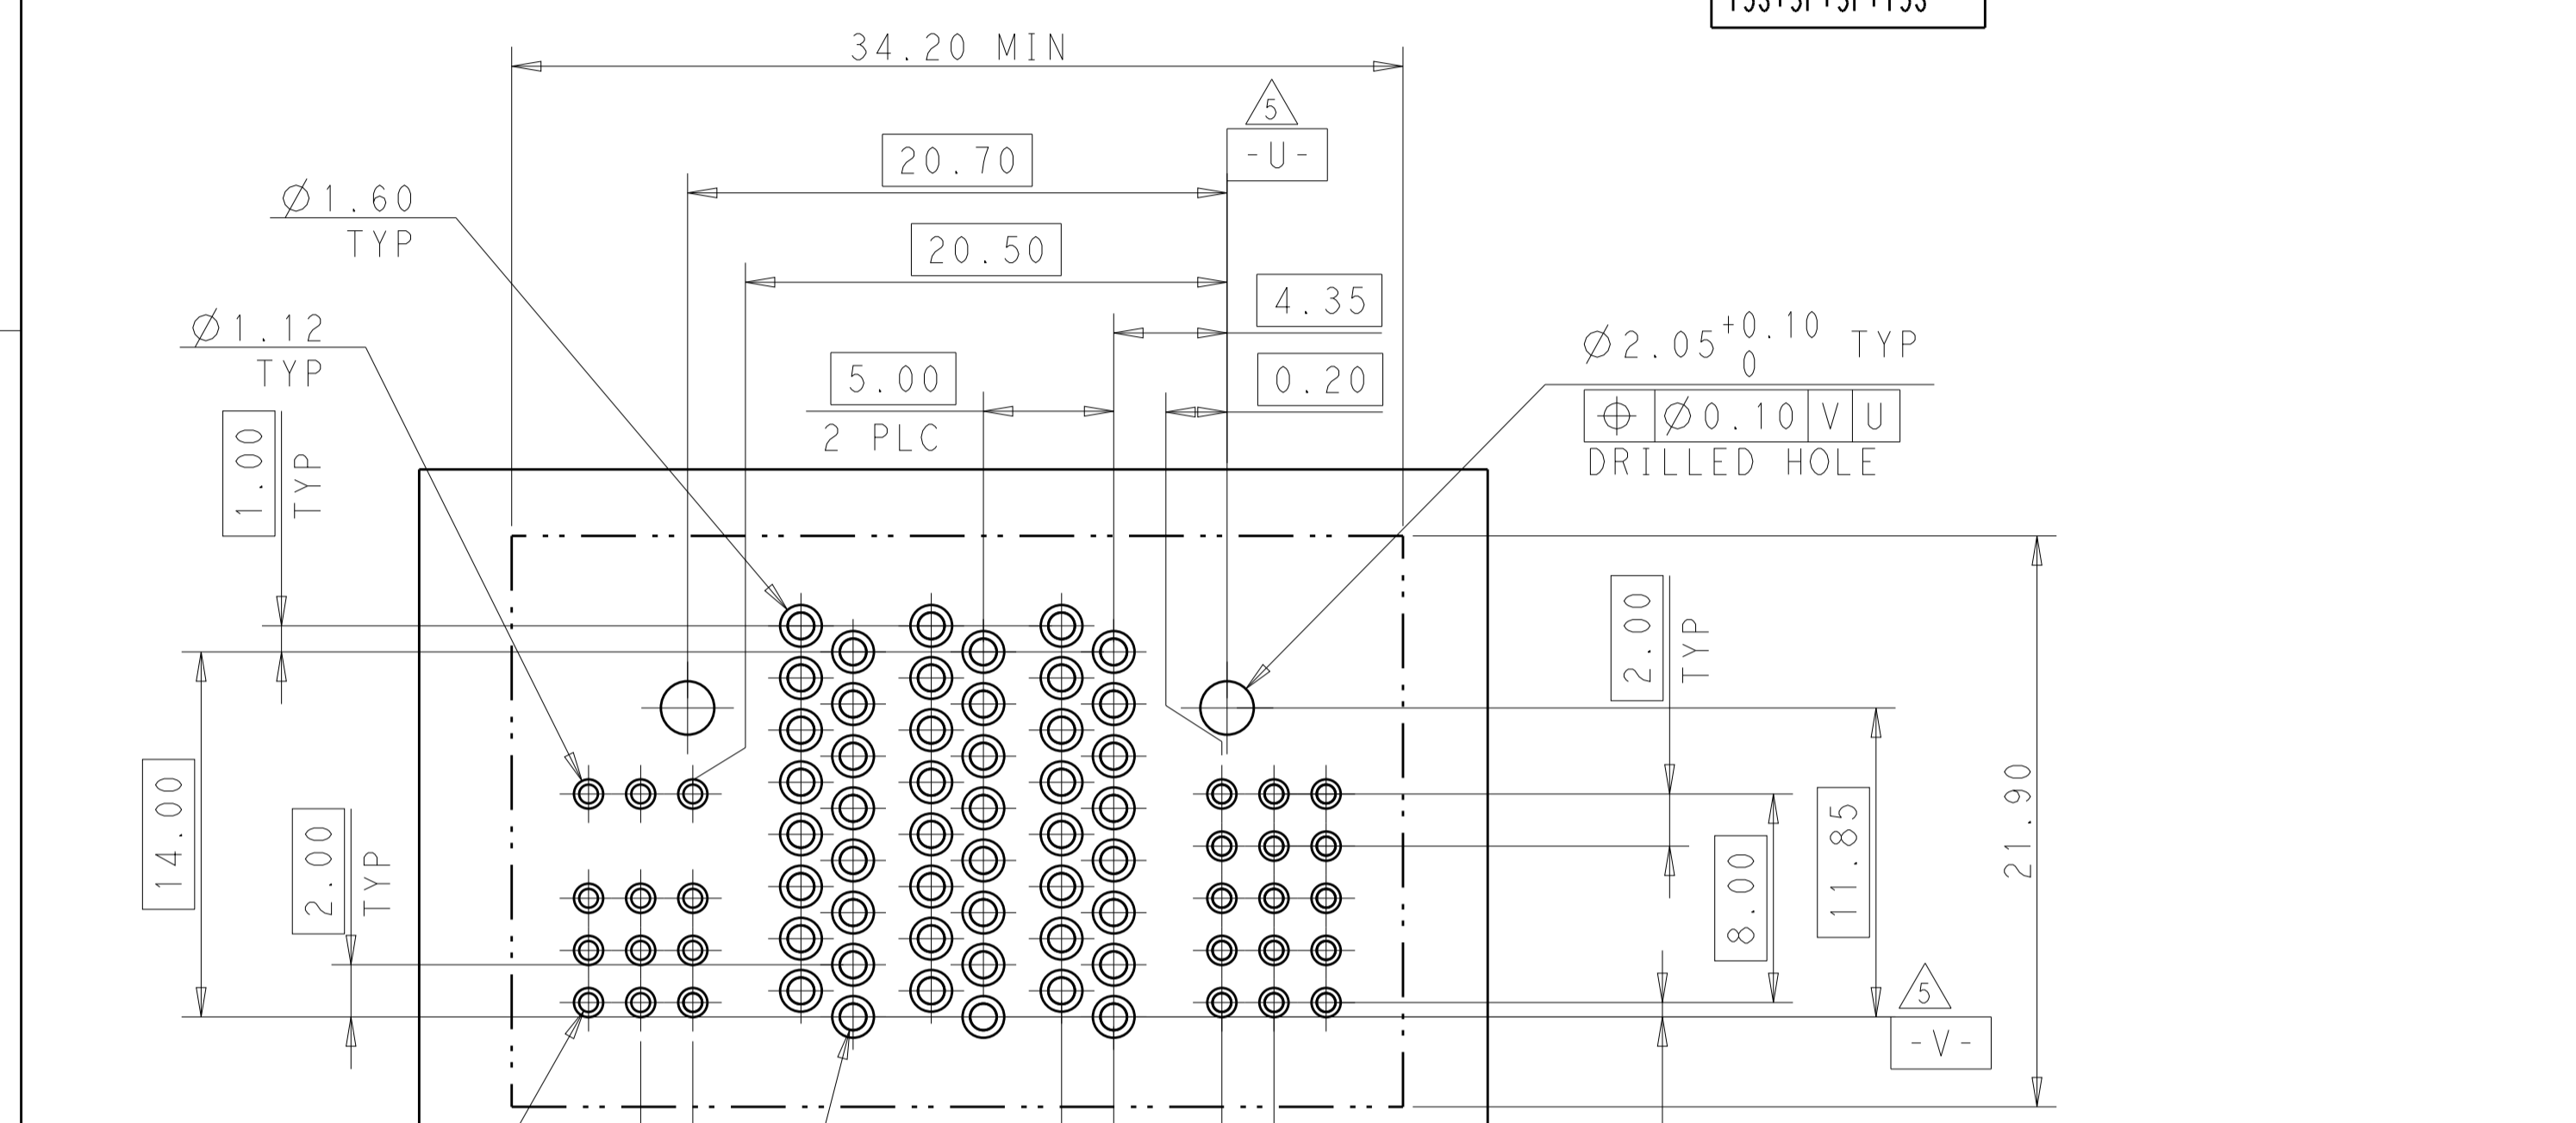 34.20 MIN
5
-U-
20.70
Ø1.60
TYP
20.50
4.35
Ø1.12
TYP
5.00
2 PLC
0.20
Ø2.05 +0.10 0 TYP
⌖ Ø0.10 V U
DRILLED HOLE
1.00
TYP
2.00
TYP
14.00
2.00
TYP
8.00
11.85
21.90
5
-V-